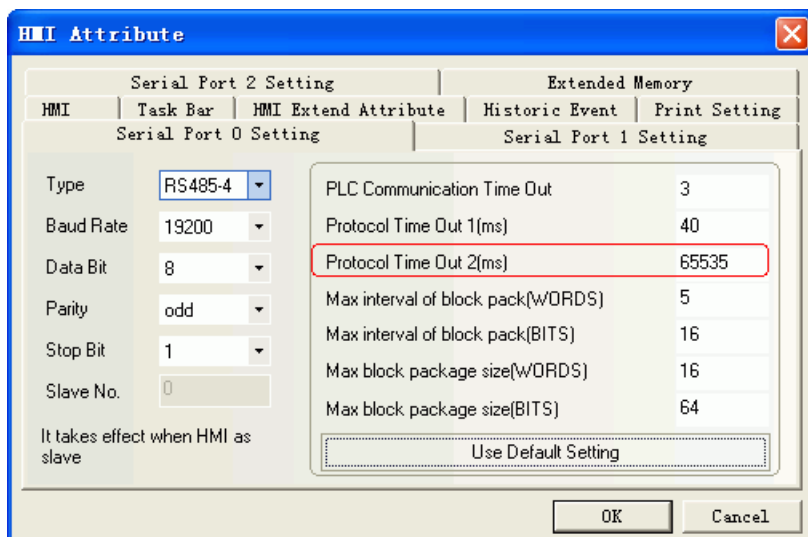 HMI Attribute
Serial Port 2 Setting Extended Memory
HMI Task Bar HMI Extend Attribute Historic Event Print Setting
Serial Port 0 Setting Serial Port 1 Setting
Type RS485-4
Baud Rate 19200
Data Bit 8
Parity odd
Stop Bit 1
Slave No. 0
It takes effect when HMI as
slave
PLC Communication Time Out 3
Protocol Time Out 1(ms) 40
Protocol Time Out 2(ms) 65535
Max interval of block pack(WORDS) 5
Max interval of block pack(BITS) 16
Max block package size(WORDS) 16
Max block package size(BITS) 64
Use Default Setting
OK Cancel